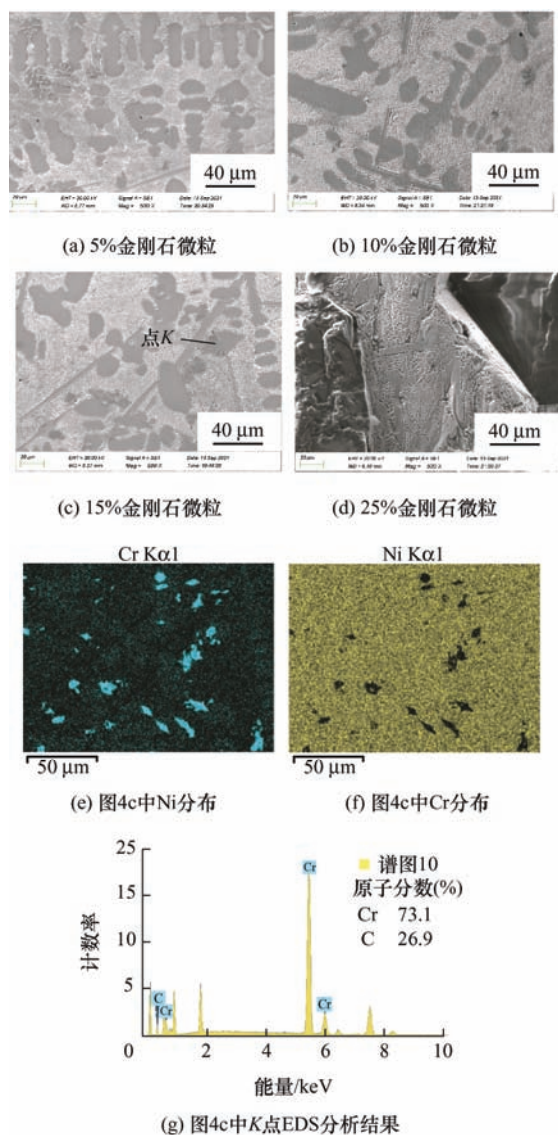 40 μm
40 μm
(a) 5%金刚石微粒
(b) 10%金刚石微粒
点K
40 μm
40 μm
(c) 15%金刚石微粒
(d) 25%金刚石微粒
Cr Kα1
Ni Kα1
50 μm
50 μm
(e) 图4c中Ni分布
(f) 图4c中Cr分布
25
20
15
10
5
计数率
Cr
C
Cr
Cr
谱图10
原子分数(%)
Cr 73.1
C 26.9
0 2 4 6 8 10
能量/keV
(g) 图4c中K点EDS分析结果